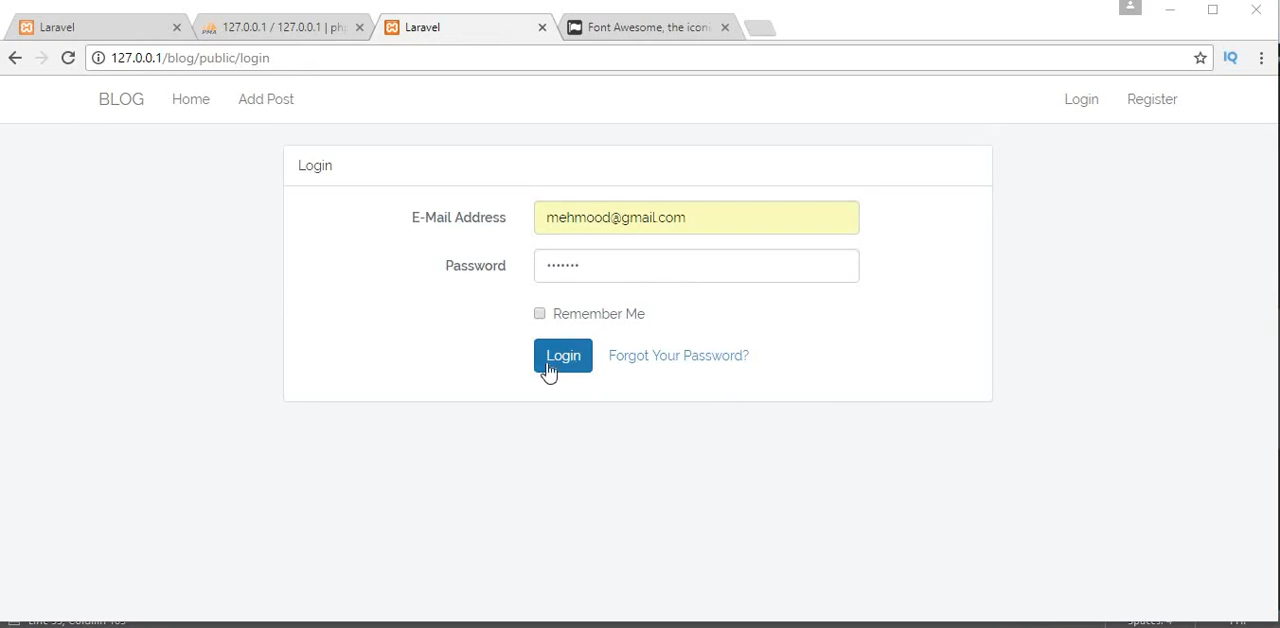 Laravel
127.0.0.1 / 127.0.0.1 | ph
Laravel
Font Awesome, the iconi
127.0.0.1/blog/public/login
IQ
BLOG Home Add Post Login Register
Login
E-Mail Address mehmood@gmail.com
Password •••••••
Remember Me
Login Forgot Your Password?